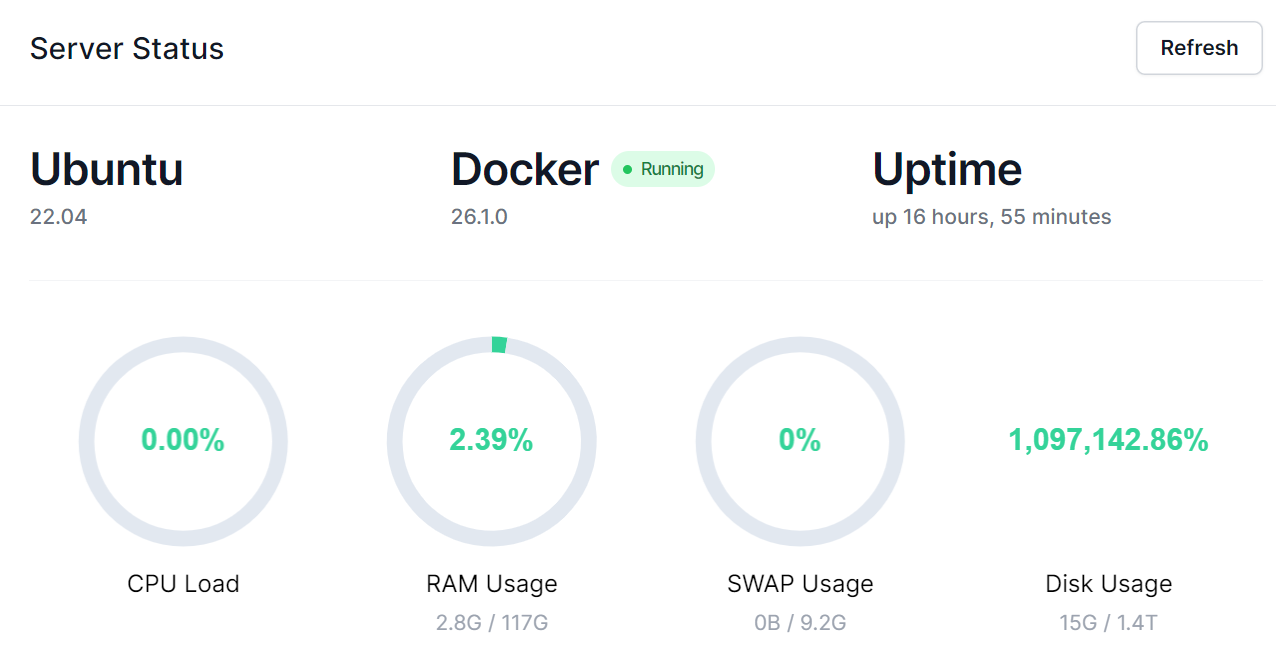 Server Status
Refresh
Ubuntu
Docker
Running
Uptime
22.04
26.1.0
up 16 hours, 55 minutes
0.00%
2.39%
0%
1,097,142.86%
CPU Load
RAM Usage
SWAP Usage
Disk Usage
2.8G / 117G
0B / 9.2G
15G / 1.4T